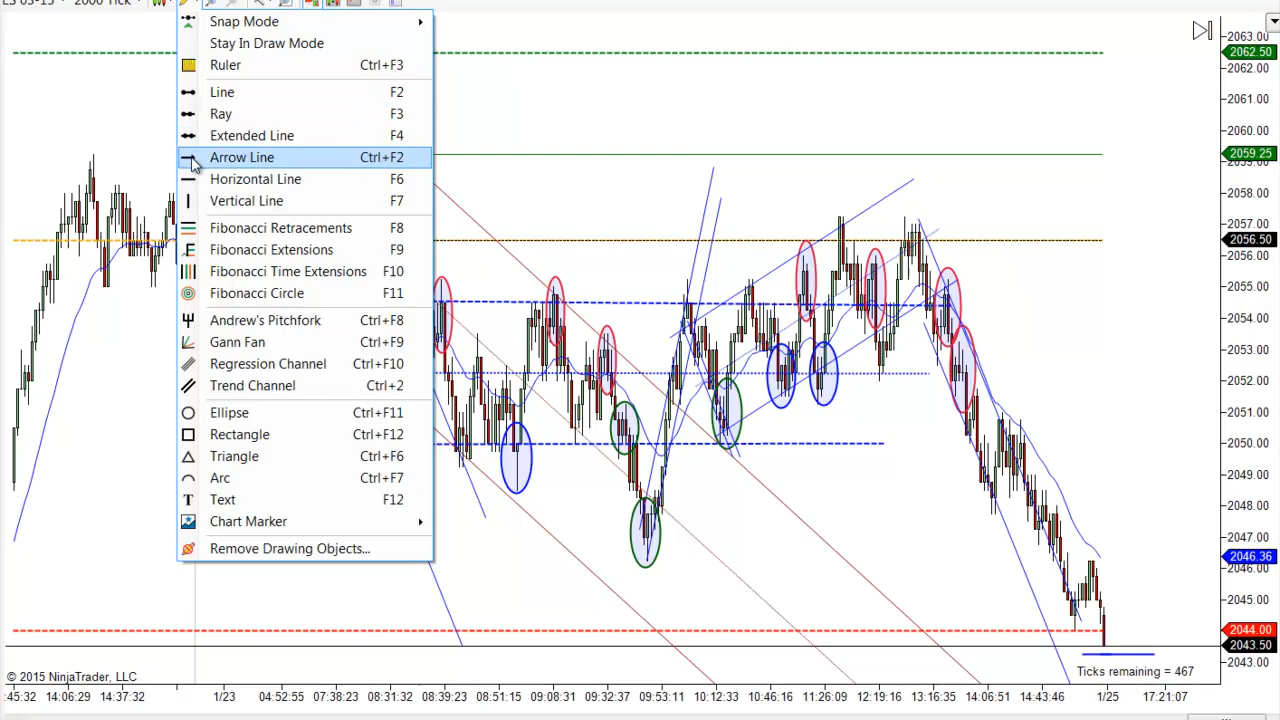 ES 03-15
2000 Tick
Snap Mode
Stay In Draw Mode
Ruler Ctrl+F3
Line F2
Ray F3
Extended Line F4
Arrow Line Ctrl+F2
Horizontal Line F6
Vertical Line F7
Fibonacci Retracements F8
Fibonacci Extensions F9
Fibonacci Time Extensions F10
Fibonacci Circle F11
Andrew's Pitchfork Ctrl+F8
Gann Fan Ctrl+F9
Regression Channel Ctrl+F10
Trend Channel Ctrl+2
Ellipse Ctrl+F11
Rectangle Ctrl+F12
Triangle Ctrl+F6
Arc Ctrl+F7
Text F12
Chart Marker
Remove Drawing Objects...
2063.00
2062.50
2062.00
2061.00
2060.00
2059.25
2058.00
2057.00
2056.50
2055.00
2054.00
2053.00
2052.00
2051.00
2050.00
2049.00
2048.00
2047.00
2046.36
2046.00
2045.00
2044.00
2043.50
2043.00
Ticks remaining = 467
© 2015 NinjaTrader, LLC
:45:32 14:06:29 14:37:32 1/23 04:52:55 07:38:23 08:31:32 08:39:23 08:51:15 09:08:31 09:32:37 09:53:11 10:12:33 10:46:16 11:26:09 12:19:16 13:16:35 14:06:51 14:43:46 1/25 17:21:07